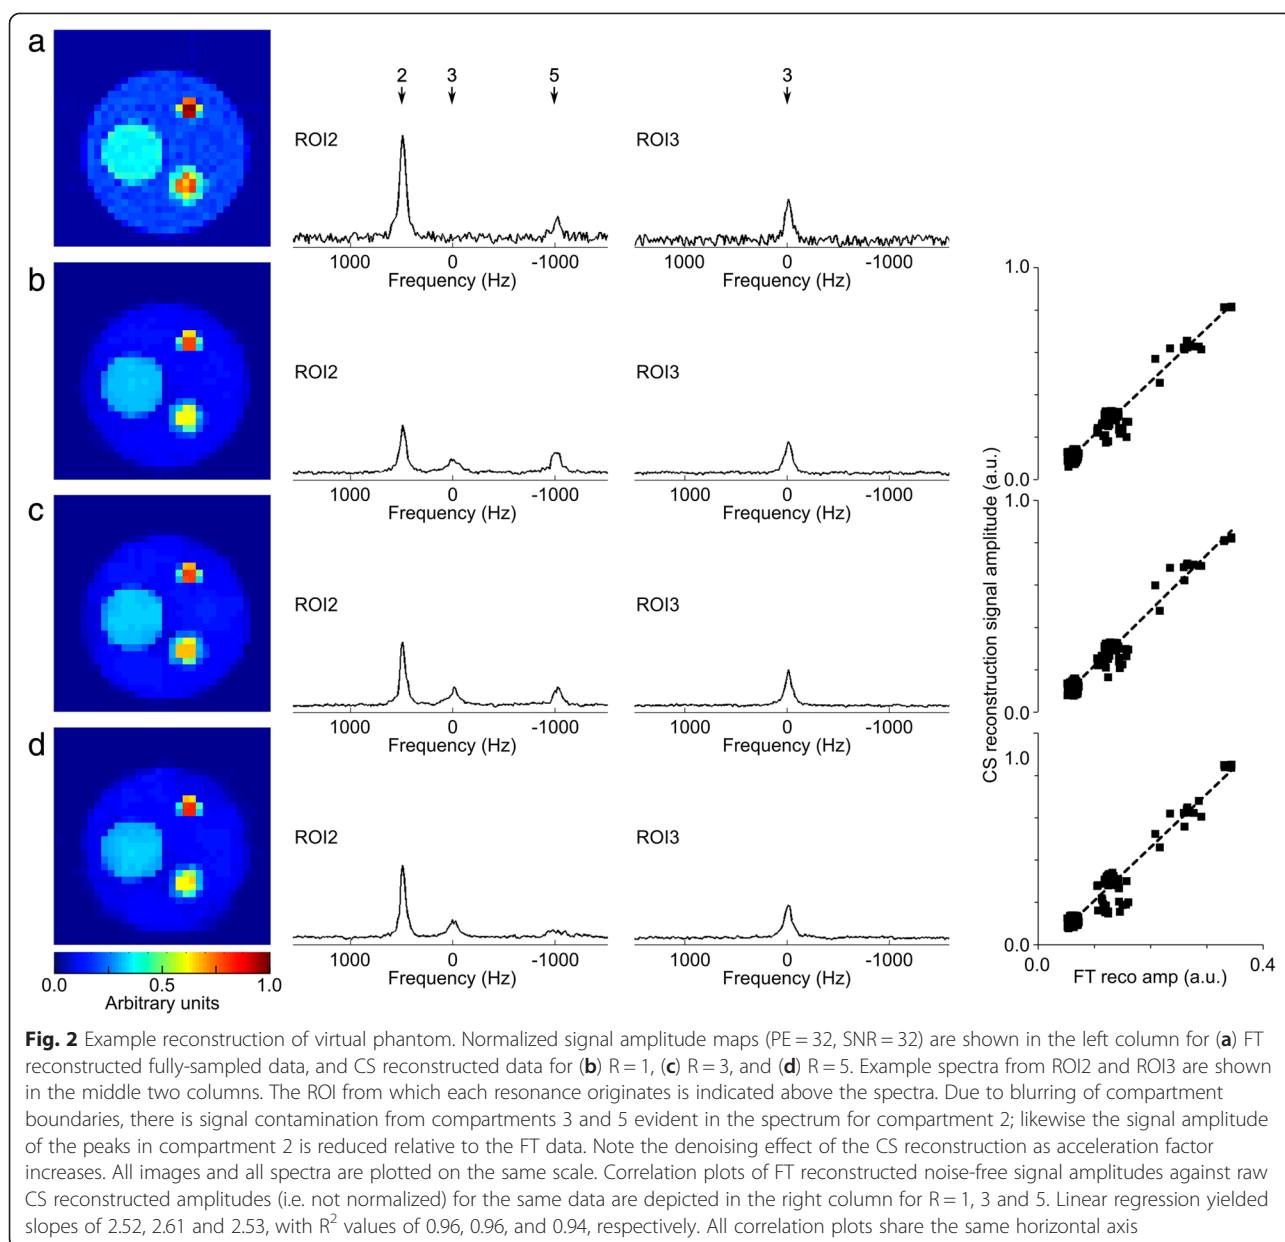 a
2 3 5 3
ROI2 ROI3
1000 0 -1000 1000 0 -1000
Frequency (Hz) Frequency (Hz)
b
ROI2 ROI3
1000 0 -1000 1000 0 -1000
Frequency (Hz) Frequency (Hz)
1.0
0.0
c
ROI2 ROI3
1000 0 -1000 1000 0 -1000
Frequency (Hz) Frequency (Hz)
CS reconstruction signal amplitude (a.u.)
1.0
0.0
d
ROI2 ROI3
1000 0 -1000 1000 0 -1000
Frequency (Hz) Frequency (Hz)
1.0
0.0
0.0 0.4
FT reco amp (a.u.)
0.0 0.5 1.0
Arbitrary units
Fig. 2 Example reconstruction of virtual phantom. Normalized signal amplitude maps (PE = 32, SNR = 32) are shown in the left column for (a) FT
reconstructed fully-sampled data, and CS reconstructed data for (b) R = 1, (c) R = 3, and (d) R = 5. Example spectra from ROI2 and ROI3 are shown
in the middle two columns. The ROI from which each resonance originates is indicated above the spectra. Due to blurring of compartment
boundaries, there is signal contamination from compartments 3 and 5 evident in the spectrum for compartment 2; likewise the signal amplitude
of the peaks in compartment 2 is reduced relative to the FT data. Note the denoising effect of the CS reconstruction as acceleration factor
increases. All images and all spectra are plotted on the same scale. Correlation plots of FT reconstructed noise-free signal amplitudes against raw
CS reconstructed amplitudes (i.e. not normalized) for the same data are depicted in the right column for R = 1, 3 and 5. Linear regression yielded
slopes of 2.52, 2.61 and 2.53, with R² values of 0.96, 0.96, and 0.94, respectively. All correlation plots share the same horizontal axis